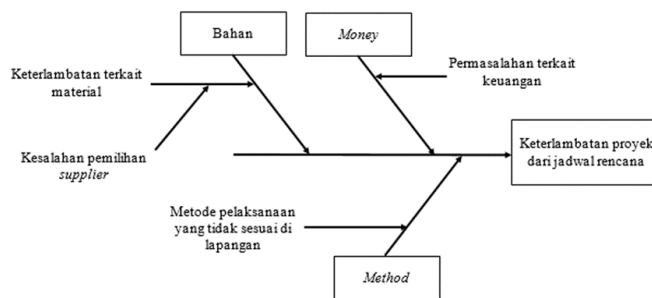 Bahan
Money
Keterlambatan terkait
material
Permasalahan terkait
keuangan
Kesalahan pemilihan
supplier
Keterlambatan proyek
dari jadwal rencana
Metode pelaksanaan
yang tidak sesuai di
lapangan
Method